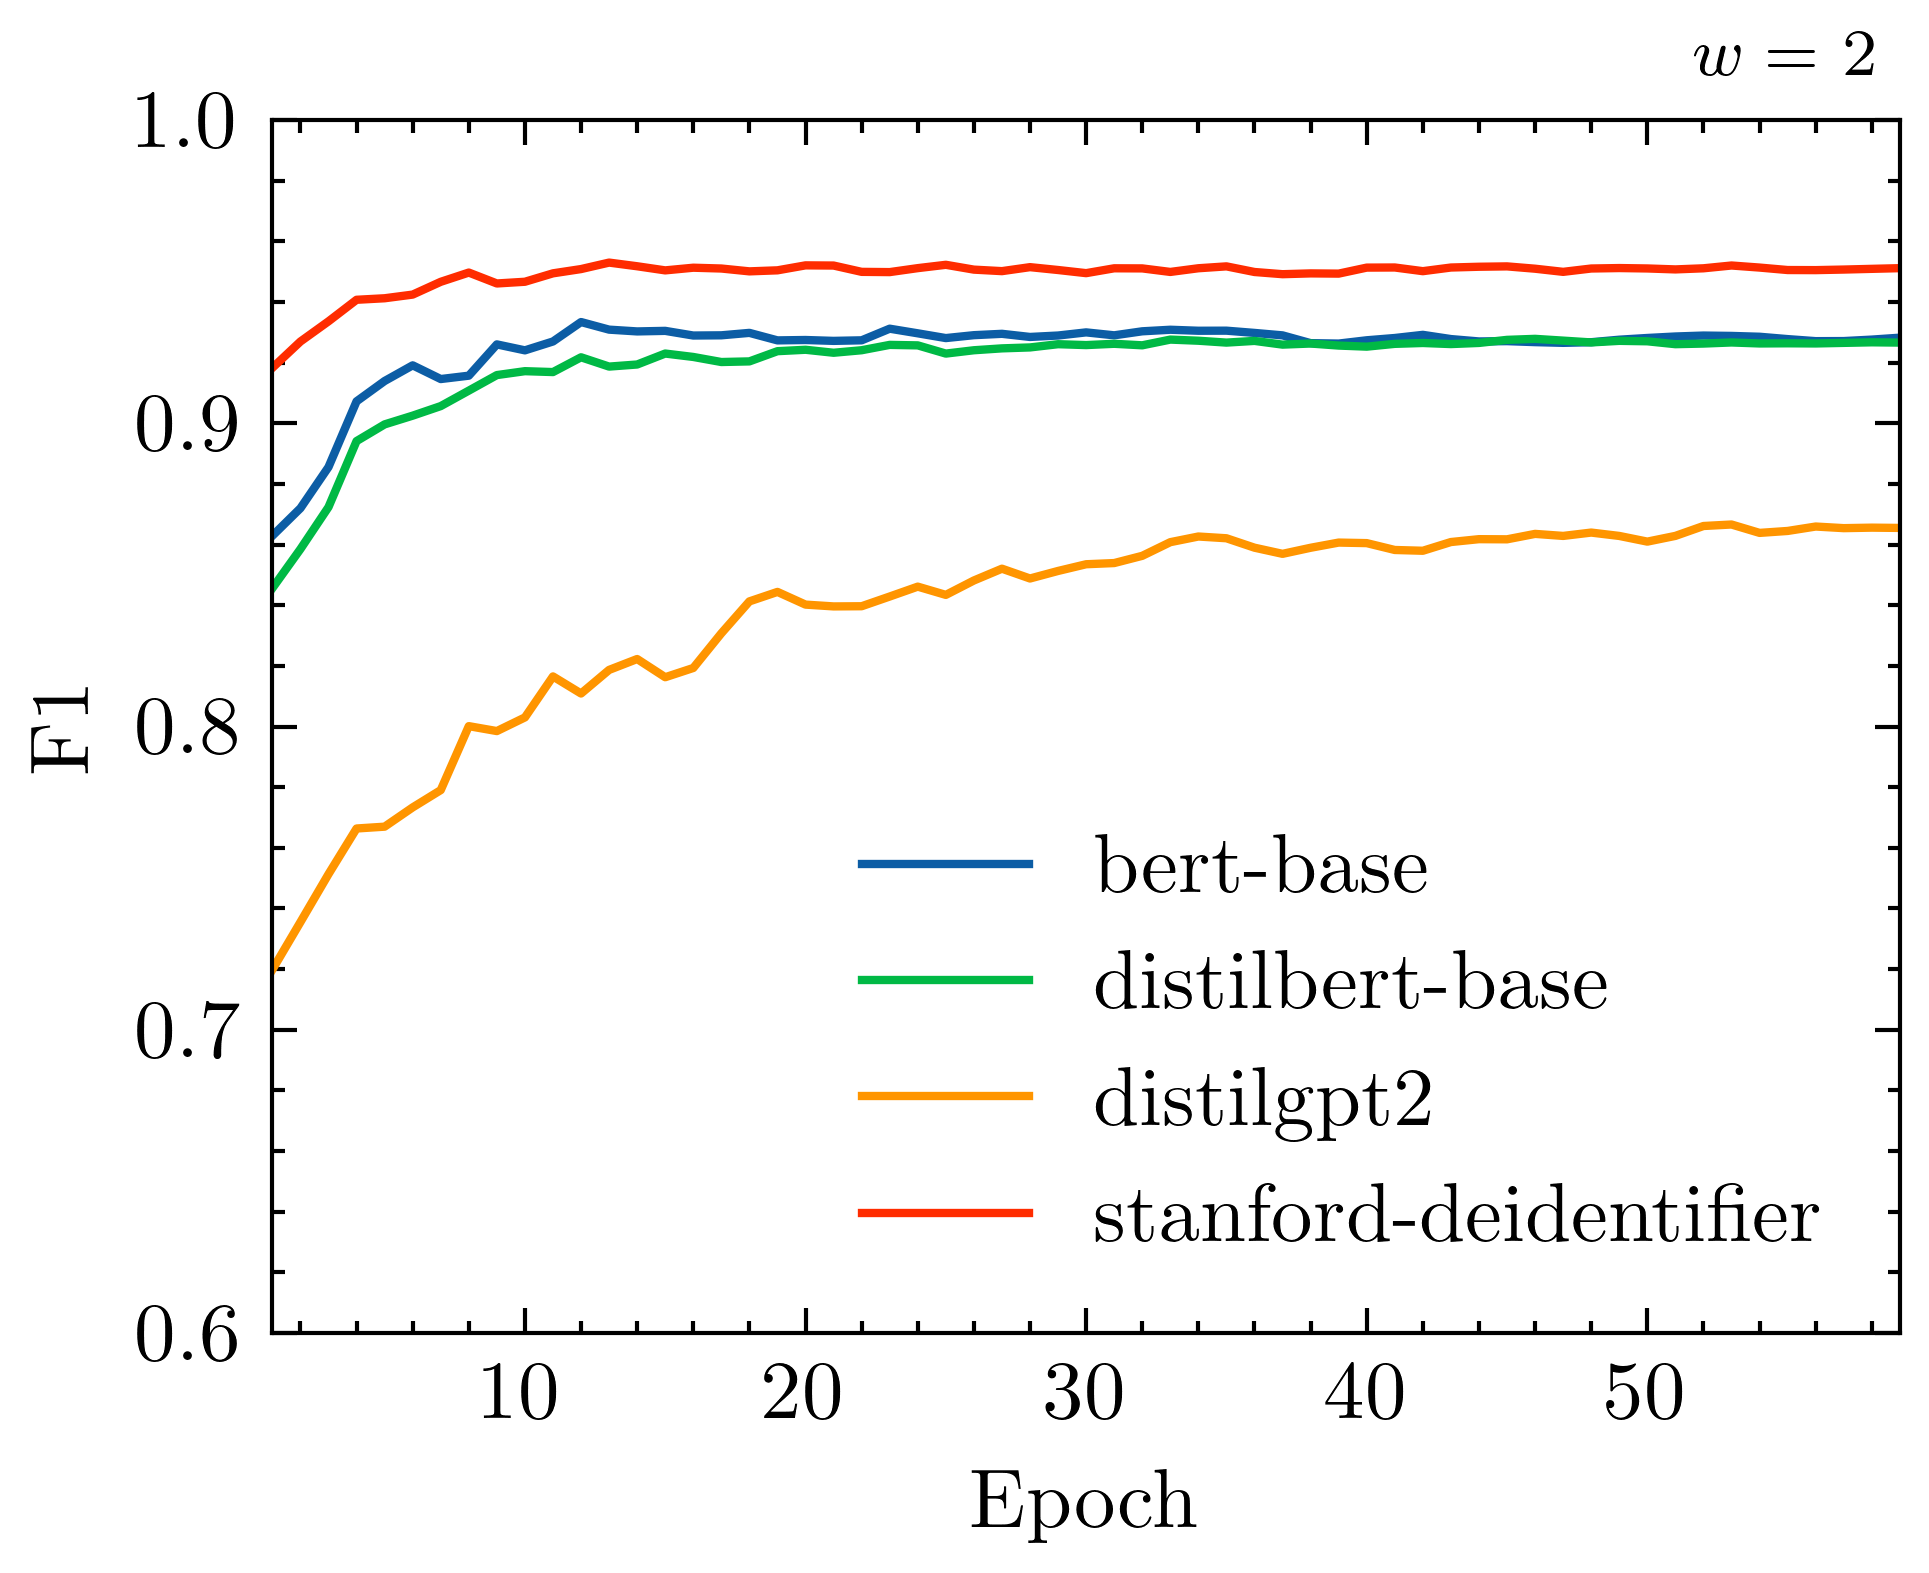 w = 2
1.0
0.9
0.8
0.7
0.6
F1
10 20 30 40 50
Epoch
bert-base
distilbert-base
distilgpt2
stanford-deidentifier